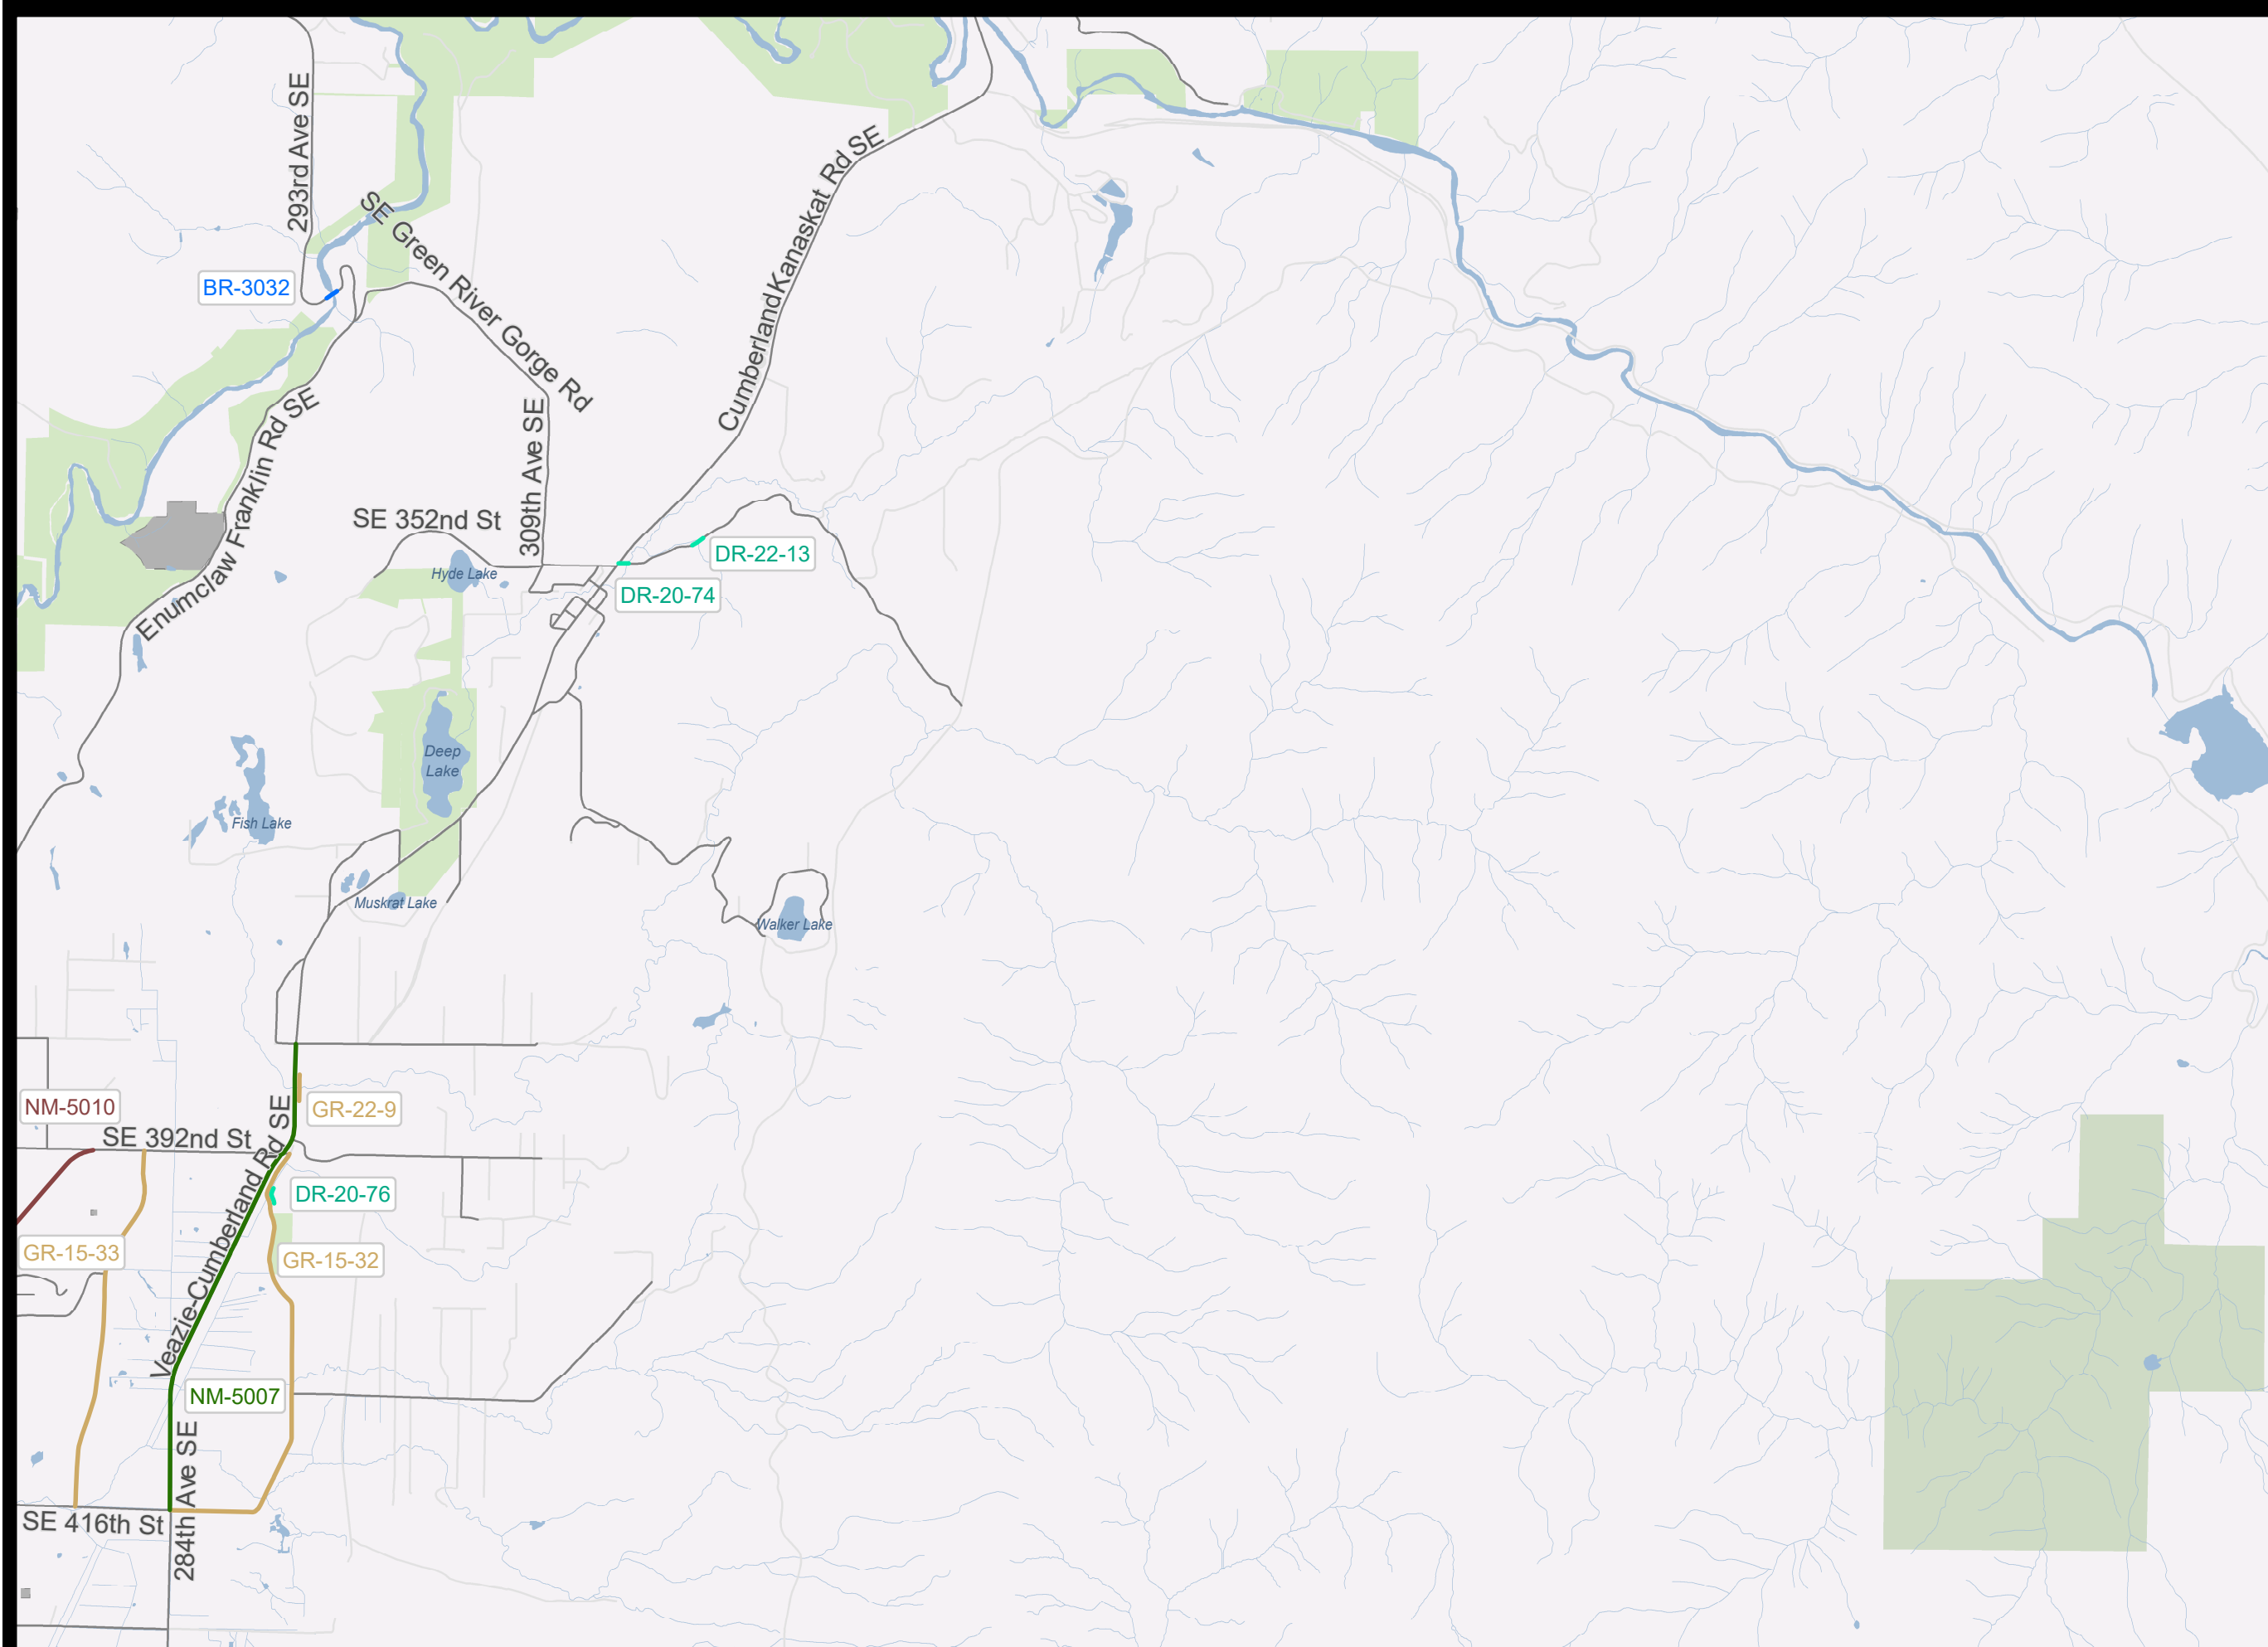 293rd Ave SE
SE Green River Gorge Rd
Cumberland Kanaskat Rd SE
BR-3032
Enumclaw Franklin Rd SE
309th Ave SE
SE 352nd St
DR-22-13
Hyde Lake
DR-20-74
Deep
Lake
Fish Lake
Muskrat Lake
Walker Lake
NM-5010
GR-22-9
SE 392nd St
Veazie-Cumberland Rd SE
DR-20-76
GR-15-33
GR-15-32
NM-5007
284th Ave SE
SE 416th St